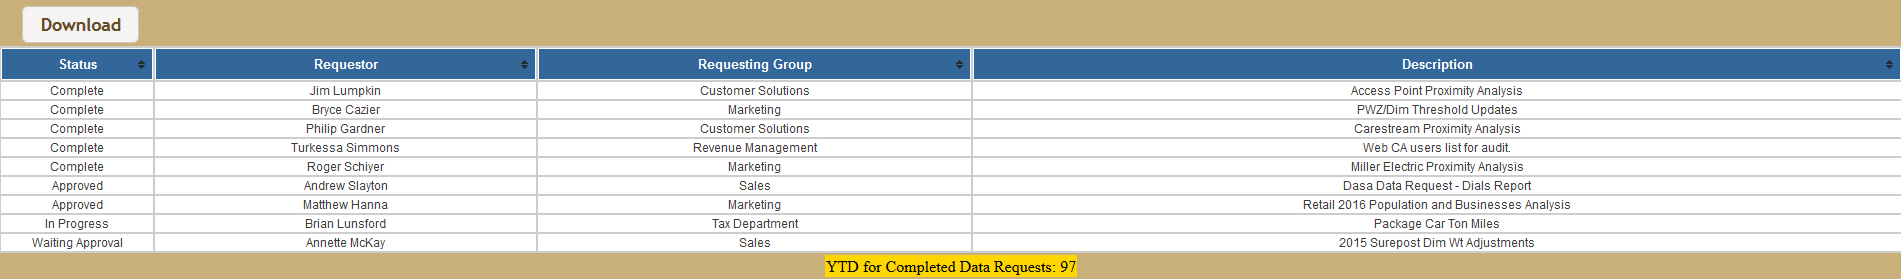 Download
Status Requestor Requesting Group Description
Complete Jim Lumpkin Customer Solutions Access Point Proximity Analysis
Complete Bryce Cazier Marketing PWZ/Dim Threshold Updates
Complete Philip Gardner Customer Solutions Carestream Proximity Analysis
Complete Turkessa Simmons Revenue Management Web CA users list for audit.
Complete Roger Schiyer Marketing Miller Electric Proximity Analysis
Approved Andrew Slayton Sales Dasa Data Request - Dials Report
Approved Matthew Hanna Marketing Retail 2016 Population and Businesses Analysis
In Progress Brian Lunsford Tax Department Package Car Ton Miles
Waiting Approval Annette McKay Sales 2015 Surepost Dim Wt Adjustments
YTD for Completed Data Requests: 97